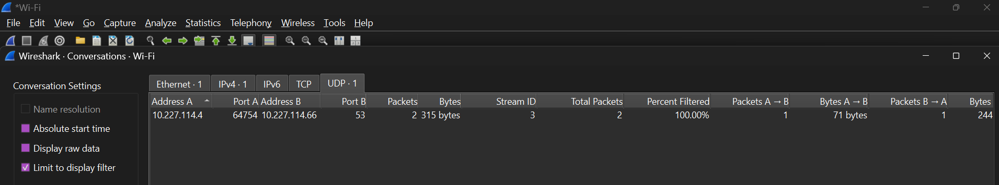 *Wi-Fi
File Edit View Go Capture Analyze Statistics Telephony Wireless Tools Help
Wireshark · Conversations · Wi-Fi
Conversation Settings
Name resolution
Absolute start time
Display raw data
Limit to display filter
Ethernet · 1 IPv4 · 1 IPv6 TCP UDP · 1
Address A Port A Address B Port B Packets Bytes Stream ID Total Packets Percent Filtered Packets A → B Bytes A → B Packets B → A Bytes
10.227.114.4 64754 10.227.114.66 53 2 315 bytes 3 2 100.00% 1 71 bytes 1 244